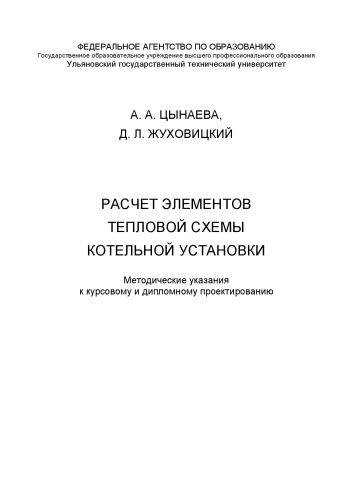 ФЕДЕРАЛЬНОЕ АГЕНТСТВО ПО ОБРАЗОВАНИЮ
Государственное образовательное учреждение высшего профессионального образования
Ульяновский государственный технический университет
А. А. ЦЫНАЕВА,
Д. Л. ЖУХОВИЦКИЙ
РАСЧЕТ ЭЛЕМЕНТОВ
ТЕПЛОВОЙ СХЕМЫ
КОТЕЛЬНОЙ УСТАНОВКИ
Методические указания
к курсовому и дипломному проектированию